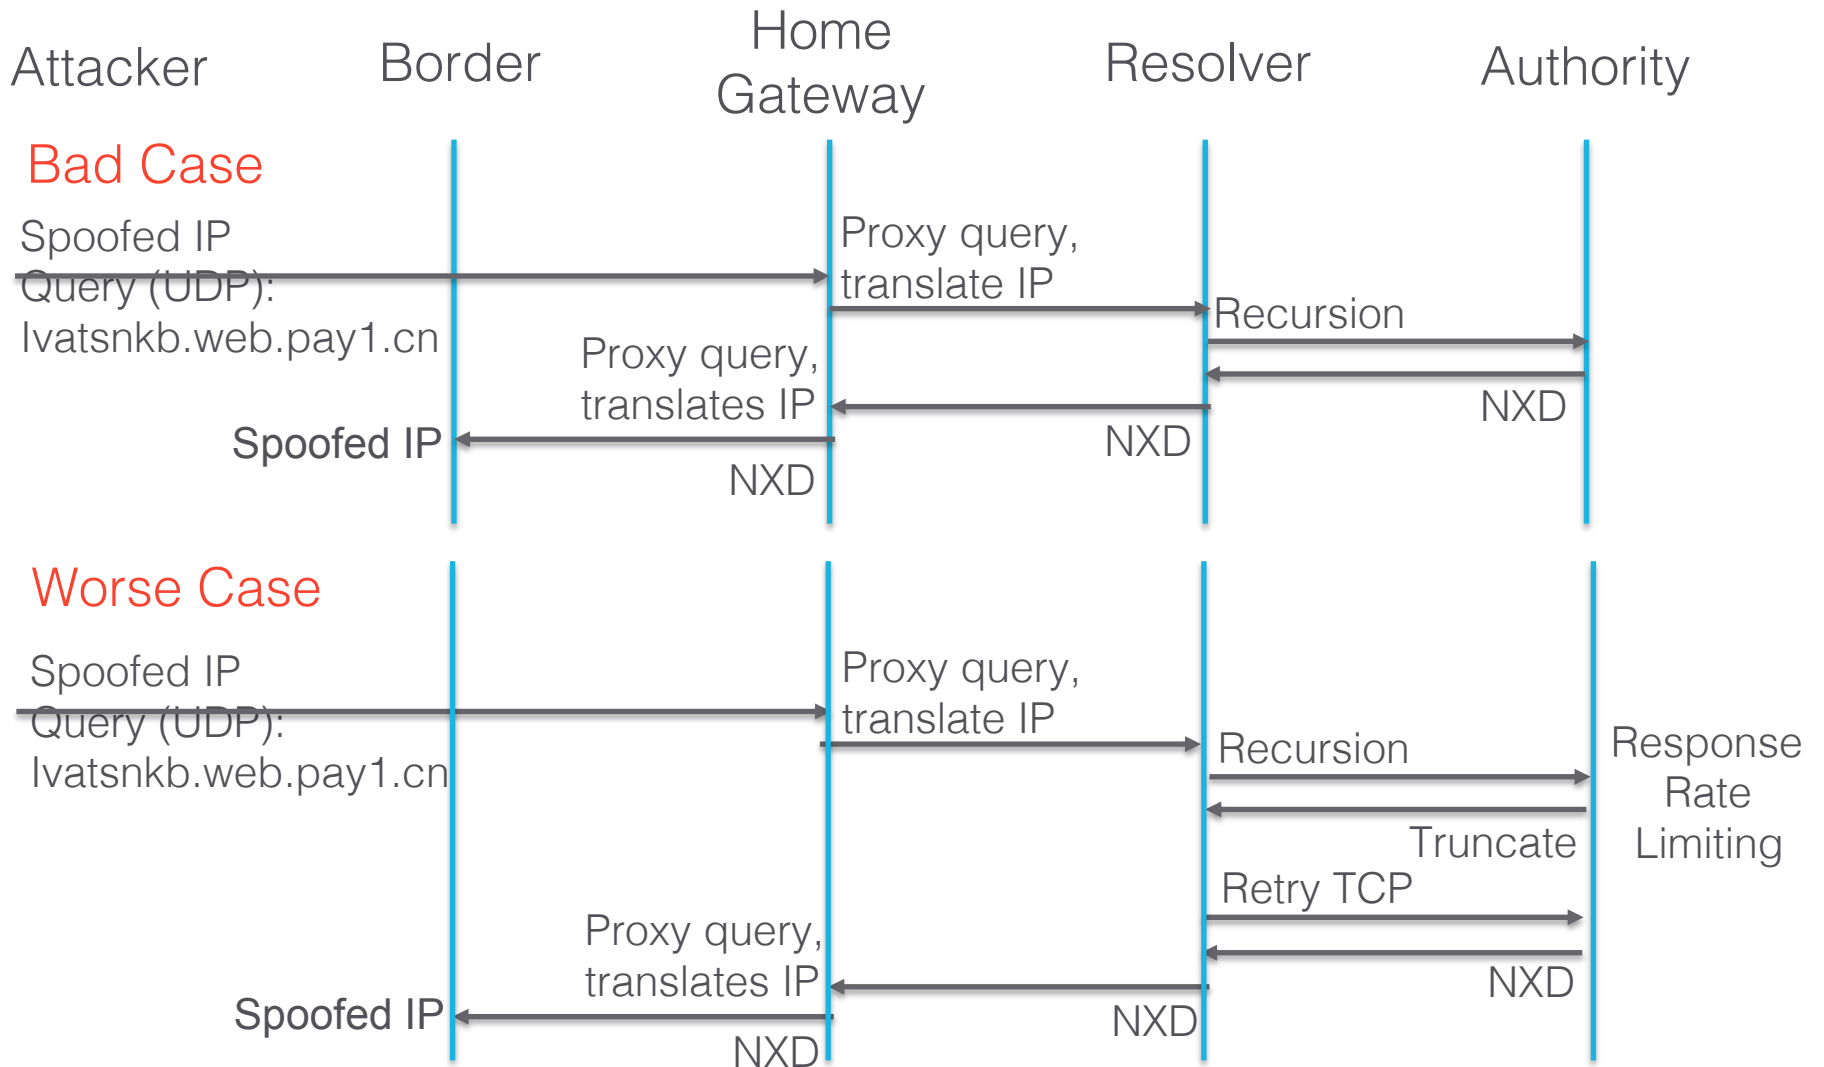 Attacker
Border
Home
Gateway
Resolver
Authority
Bad Case
Spoofed IP
Query (UDP):
lvatsnkb.web.pay1.cn
Proxy query,
translate IP
Recursion
Proxy query,
translates IP
NXD
NXD
Spoofed IP
NXD
Worse Case
Spoofed IP
Query (UDP):
lvatsnkb.web.pay1.cn
Proxy query,
translate IP
Recursion
Response
Rate
Limiting
Truncate
Retry TCP
Proxy query,
translates IP
NXD
NXD
Spoofed IP
NXD